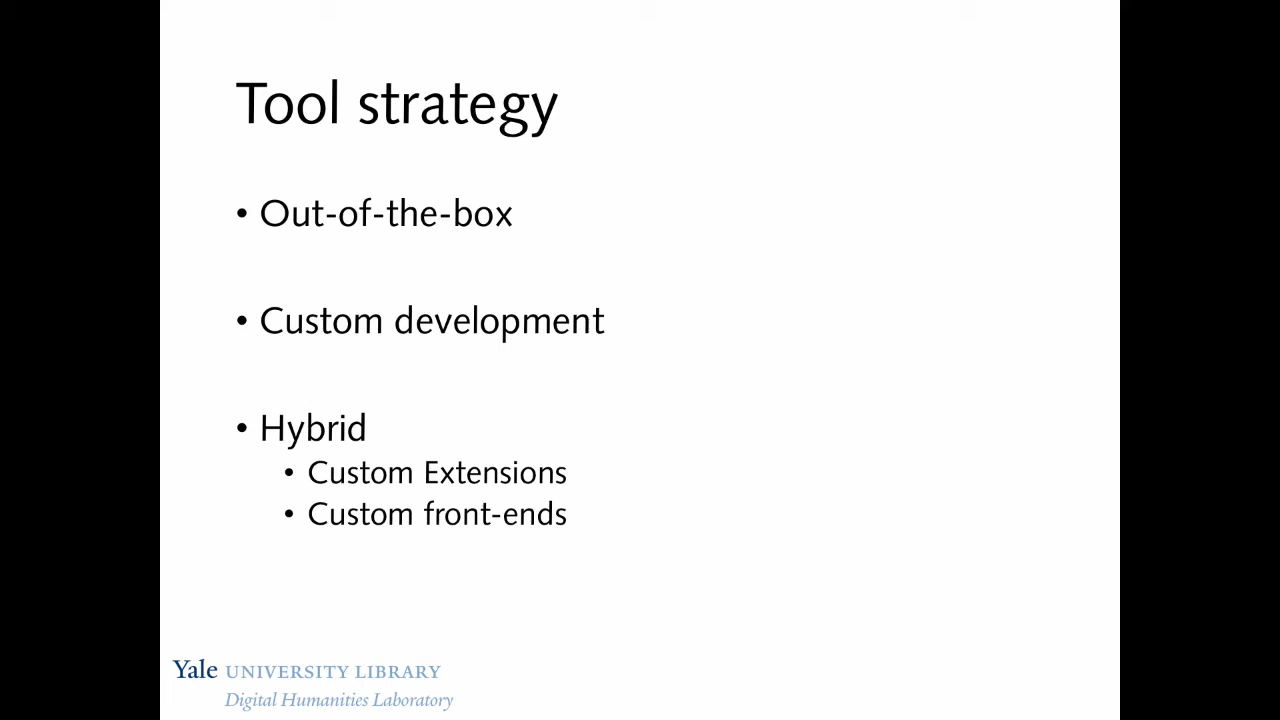 Tool strategy
• Out-of-the-box
• Custom development
• Hybrid
• Custom Extensions
• Custom front-ends
Yale UNIVERSITY LIBRARY
Digital Humanities Laboratory